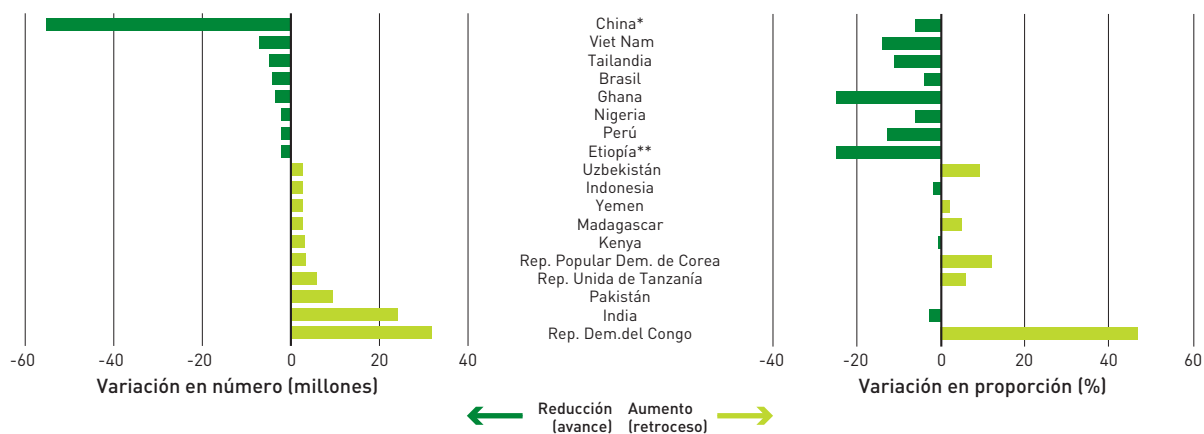 China*
Viet Nam
Tailandia
Brasil
Ghana
Nigeria
Perú
Etiopía**
Uzbekistán
Indonesia
Yemen
Madagascar
Kenya
Rep. Popular Dem. de Corea
Rep. Unida de Tanzanía
Pakistán
India
Rep. Dem.del Congo
-60 -40 -20 0 20 40
-40 -20 0 20 40 60
Variación en número (millones)
Variación en proporción (%)
Reducción Aumento
(avance) (retroceso)